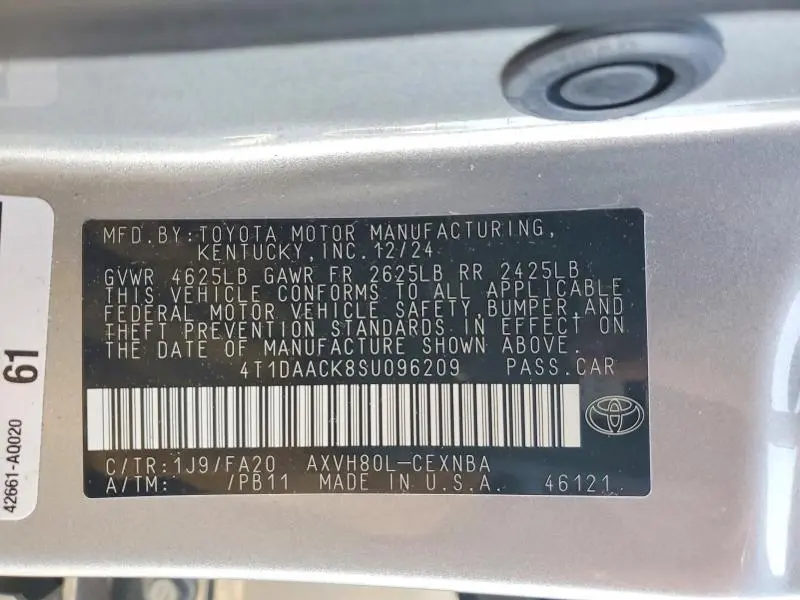 MFD.BY:TOYOTA MOTOR MANUFACTURING,
KENTUCKY,INC.12/24
GVWR 4625LB GAWR FR 2625LB RR 2425LB
THIS VEHICLE CONFORMS TO ALL APPLICABLE
FEDERAL MOTOR VEHICLE SAFETY,BUMPER,AND
THEFT PREVENTION STANDARDS IN EFFECT ON
THE DATE OF MANUFACTURE SHOWN ABOVE.
4T1DAACK8SU096209 PASS.CAR
C/TR:1J9/FA20 AXVH80L-CEXNBA
A/TM: /PB11 MADE IN U.S.A. 46121
42661-A0020
61